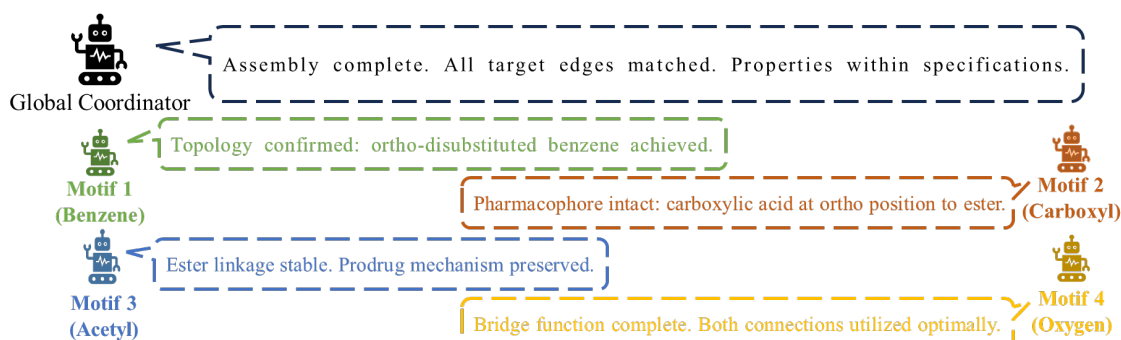 Assembly complete. All target edges matched. Properties within specifications.
Global Coordinator
Topology confirmed: ortho-disubstituted benzene achieved.
Motif 1
(Benzene)
Pharmacophore intact: carboxylic acid at ortho position to ester.
Motif 2
(Carboxyl)
Ester linkage stable. Prodrug mechanism preserved.
Motif 3
(Acetyl)
Bridge function complete. Both connections utilized optimally.
Motif 4
(Oxygen)